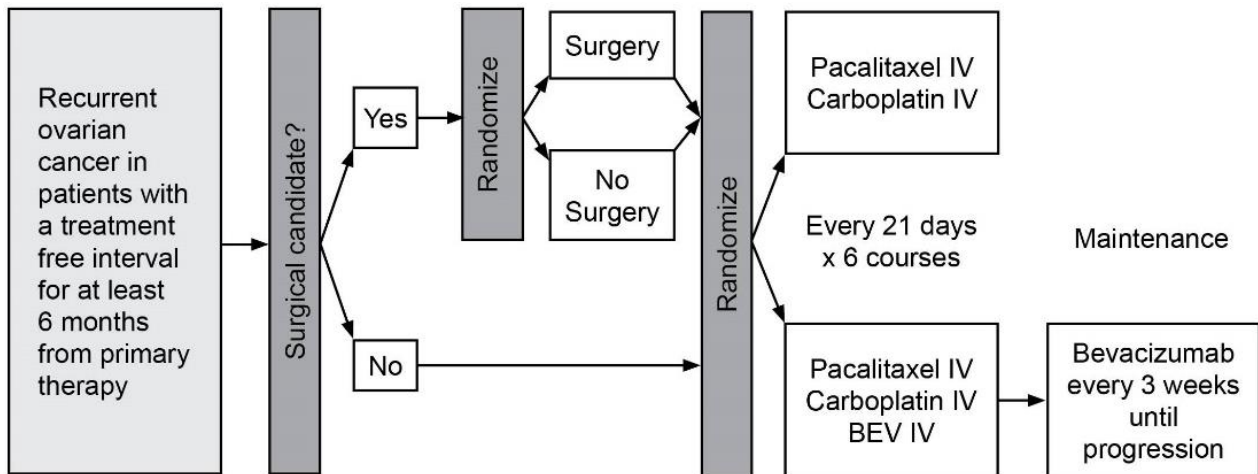 Recurrent
ovarian
cancer in
patients with
a treatment
free interval
for at least
6 months
from primary
therapy
Surgical candidate?
Yes
No
Randomize
Surgery
No
Surgery
Randomize
Pacalitaxel IV
Carboplatin IV
Every 21 days
x 6 courses
Pacalitaxel IV
Carboplatin IV
BEV IV
Maintenance
Bevacizumab
every 3 weeks
until
progression